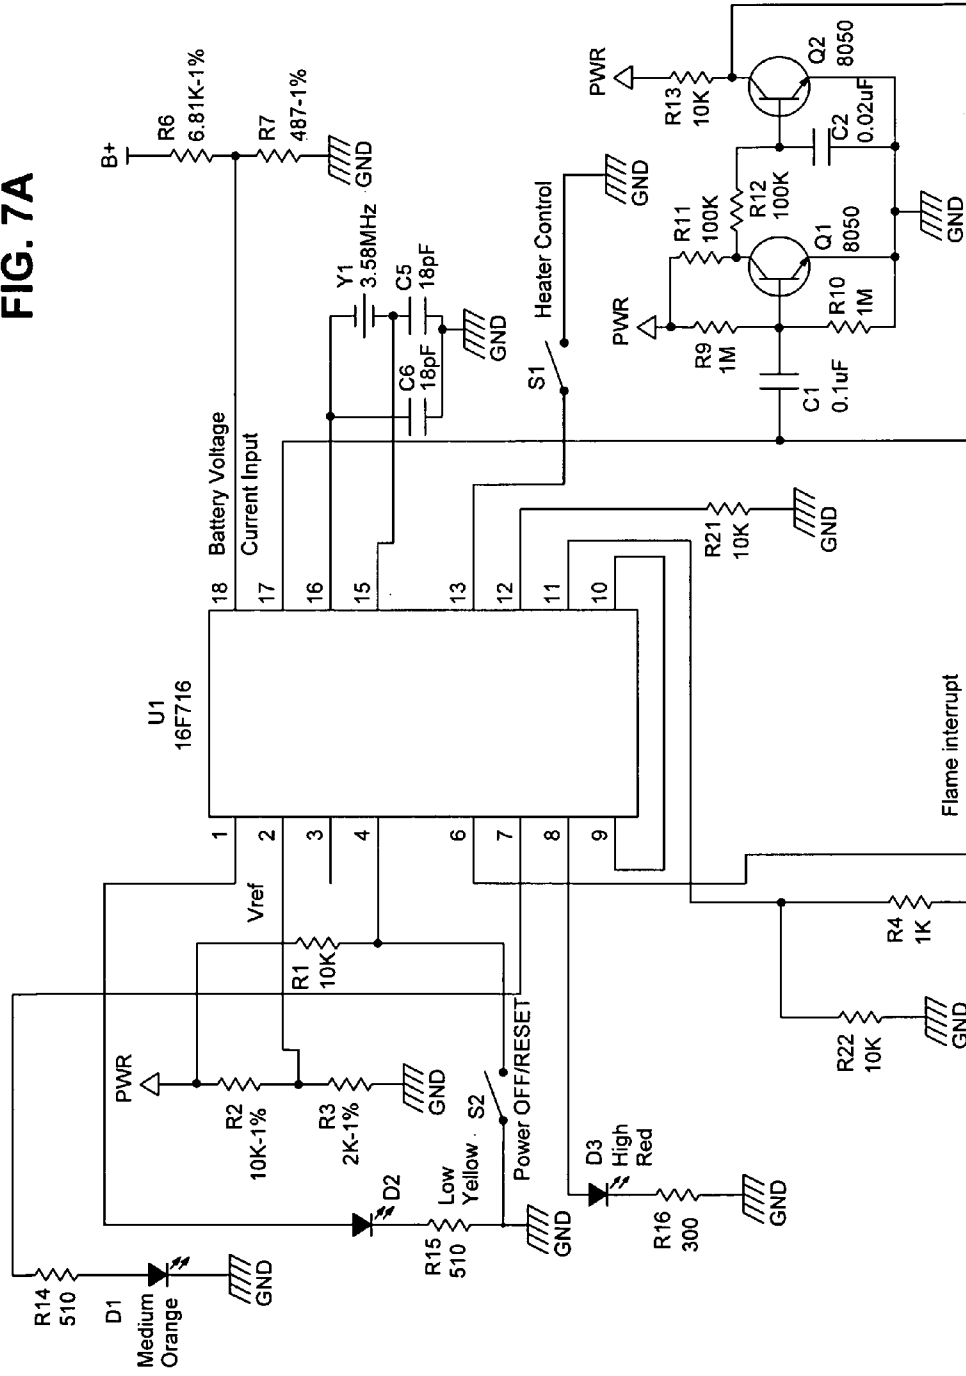 FIG. 7A
B+
R6
6.81K-1%
R7
487-1%
GND
PWR
R13
10K
Q2
8050
C2
0.02uF
R11
100K
R12
100K
Q1
8050
GND
PWR
R9
1M
R10
1M
C1
0.1uF
Y1
3.58MHz
C5
18pF
C6
18pF
GND
Heater Control
S1
GND
Battery Voltage
Current Input
R21
10K
GND
18
17
16
15
13
12
11
10
U1
16F716
1
2
3
4
6
7
8
9
Vref
Flame interrupt
R1
10K
R4
1K
PWR
R2
10K-1%
R3
2K-1%
GND
S2
Power OFF/RESET
R22
10K
GND
D2
Low
Yellow
R15
510
GND
D3
High
Red
R16
300
GND
R14
510
D1
Medium
Orange
GND